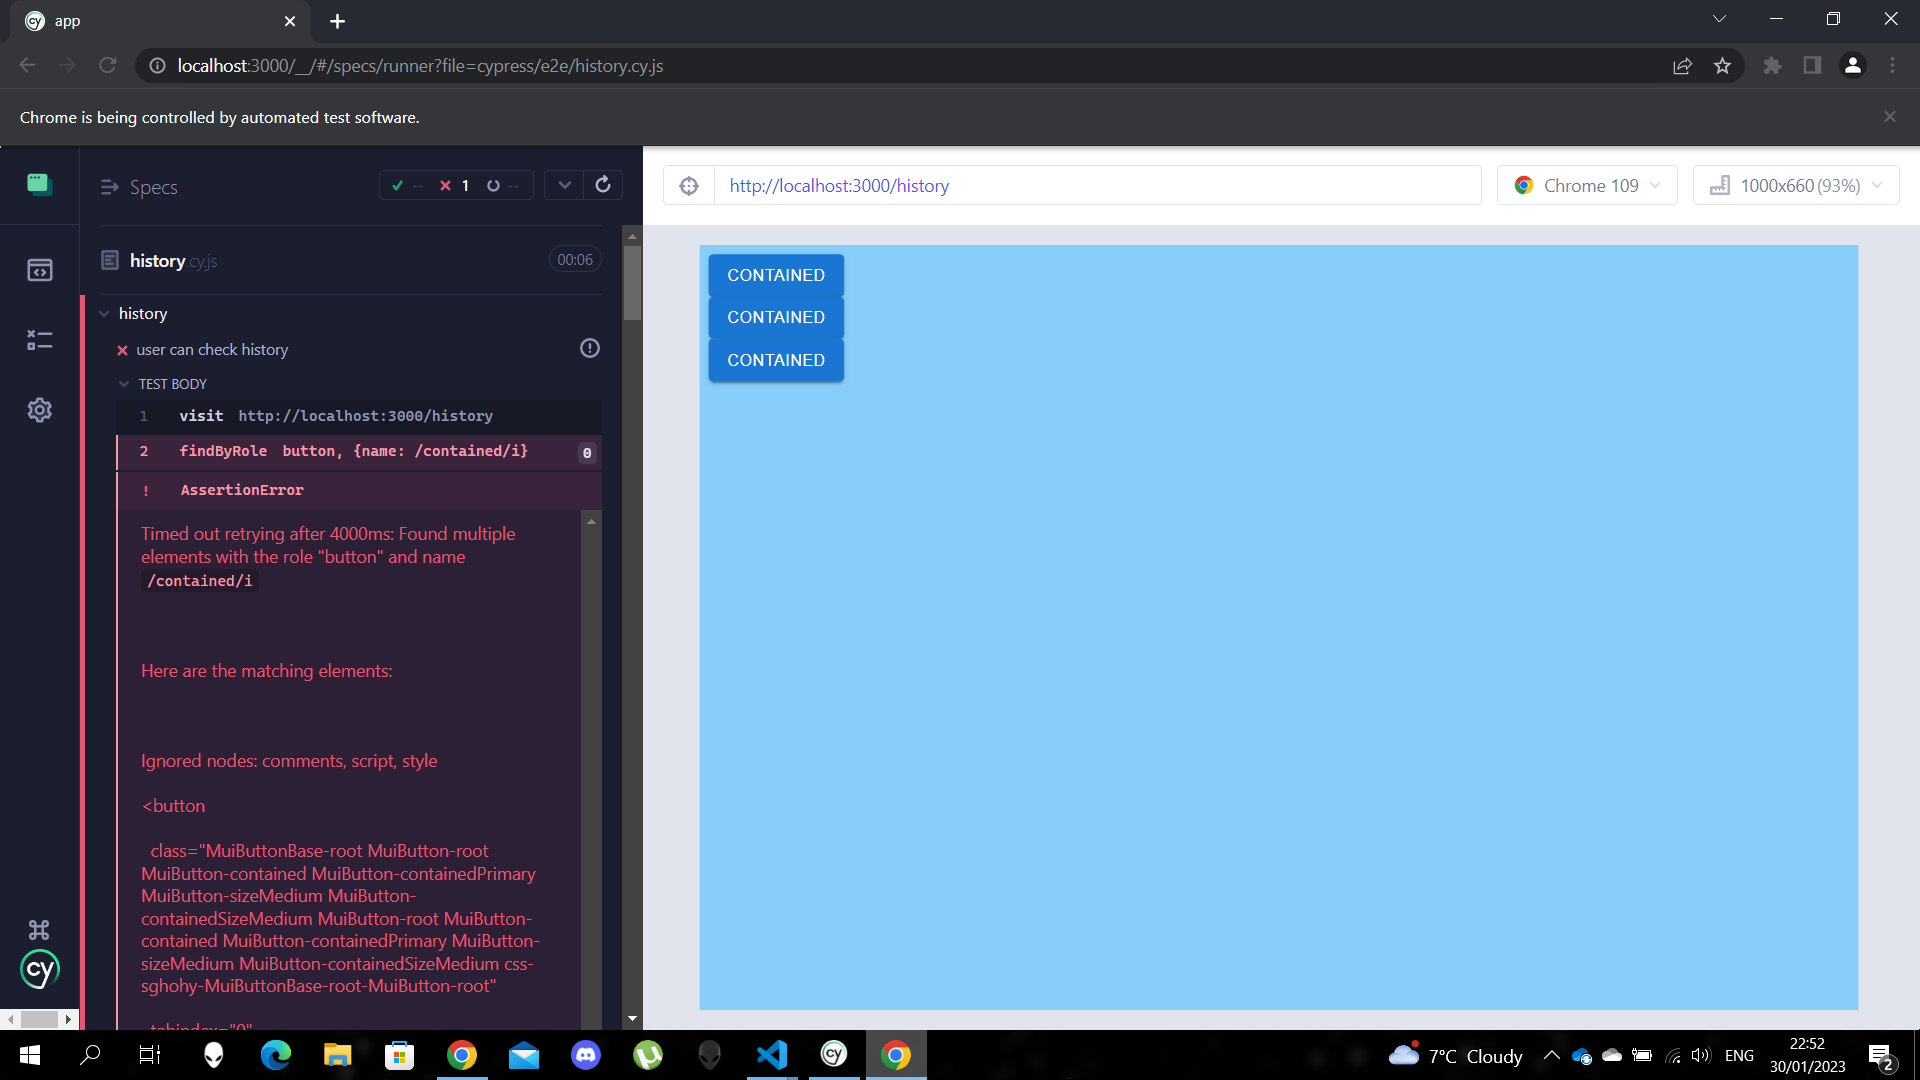 app
localhost:3000/__/#/specs/runner?file=cypress/e2e/history.cy.js
Chrome is being controlled by automated test software.
Specs
-- 1 --
http://localhost:3000/history
Chrome 109
1000x660 (93%)
history.cy.js
00:06
history
user can check history
TEST BODY
1 visit http://localhost:3000/history
2 findByRole button, {name: /contained/i} 0
! AssertionError
Timed out retrying after 4000ms: Found multiple
elements with the role "button" and name
/contained/i
Here are the matching elements:
Ignored nodes: comments, script, style
<button
class="MuiButtonBase-root MuiButton-root
MuiButton-contained MuiButton-containedPrimary
MuiButton-sizeMedium MuiButton-
containedSizeMedium MuiButton-root MuiButton-
contained MuiButton-containedPrimary MuiButton-
sizeMedium MuiButton-containedSizeMedium css-
sghohy-MuiButtonBase-root-MuiButton-root"
tabindex="0"
CONTAINED
CONTAINED
CONTAINED
cy
7°C Cloudy
ENG
22:52
30/01/2023
2